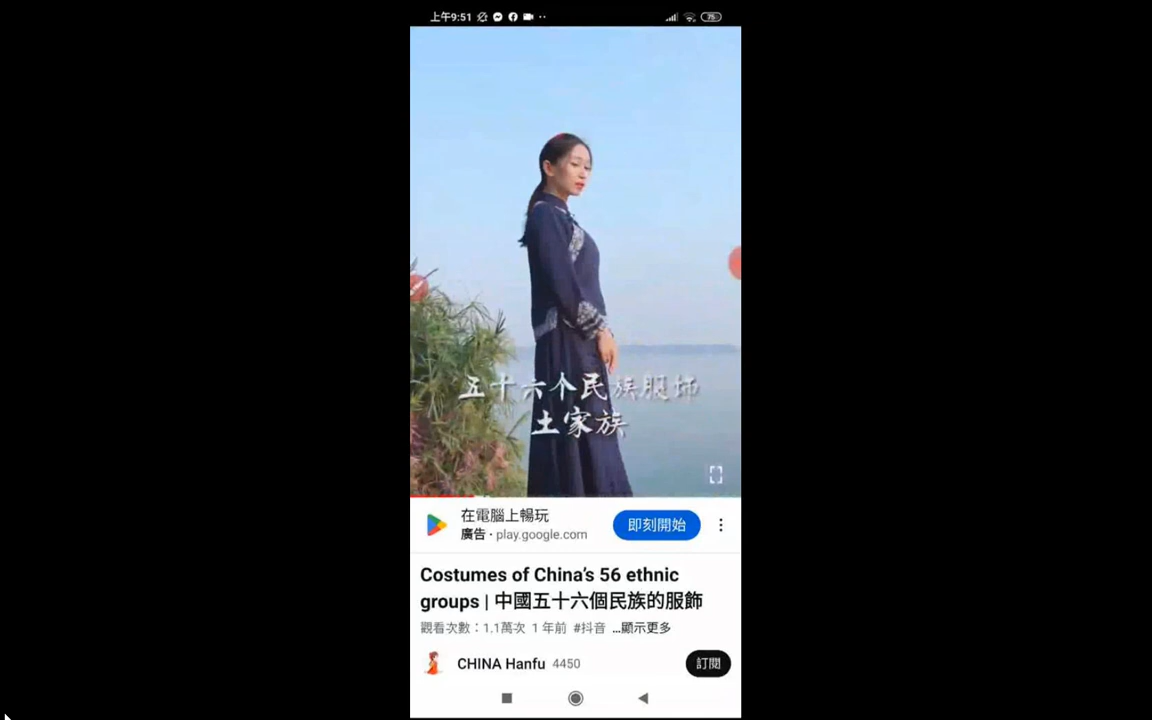 上午9:51
75
五十六个民族服饰
土家族
在電腦上暢玩
廣告 · play.google.com
即刻開始
Costumes of China's 56 ethnic
groups | 中國五十六個民族的服飾
觀看次數：1.1萬次 1 年前 #抖音 ...顯示更多
CHINA Hanfu 4450
訂閱